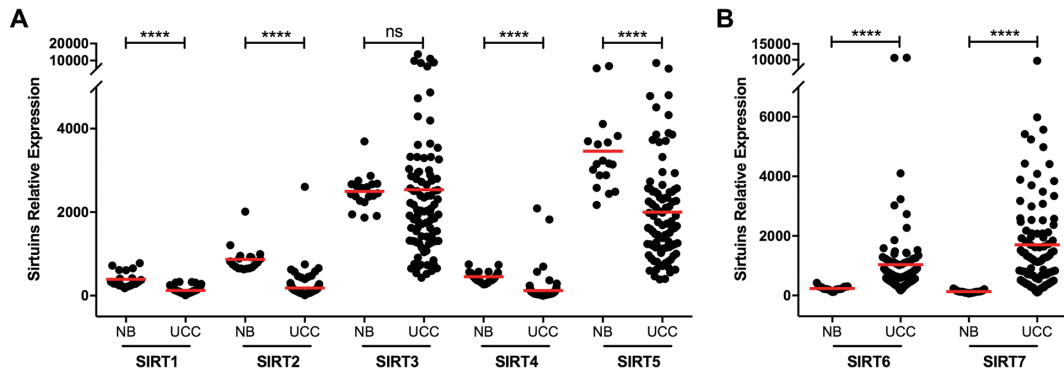 A
B
**** **** ns **** ****
**** ****
Sirtuins Relative Expression
20000
10000
4000
2000
0
NB UCC NB UCC NB UCC NB UCC NB UCC
SIRT1 SIRT2 SIRT3 SIRT4 SIRT5
Sirtuins Relative Expression
15000
10000
6000
4000
2000
0
NB UCC NB UCC
SIRT6 SIRT7